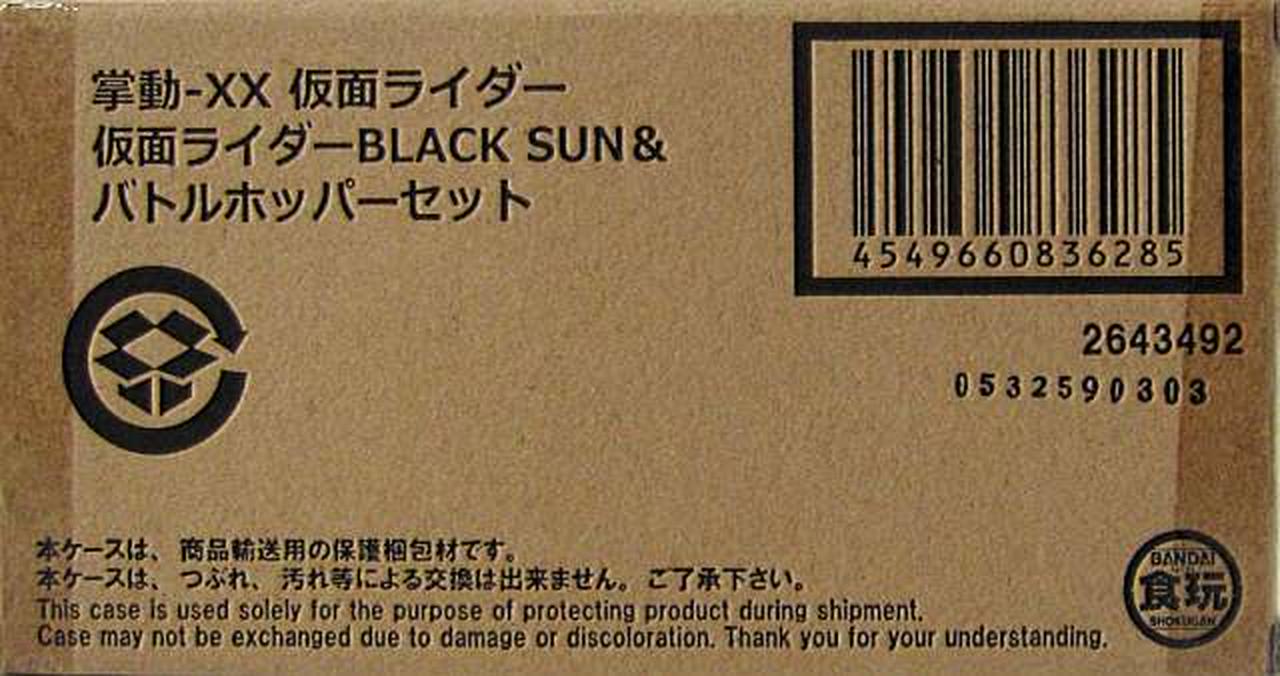 掌動-XX 仮面ライダー
仮面ライダーBLACK SUN&
バトルホッパーセット
4549660836285
2643492
0532590303
本ケースは、商品輸送用の保護梱包材です。
本ケースは、つぶれ、汚れ等による交換は出来ません。ご了承下さい。
This case is used solely for the purpose of protecting product during shipment.
Case may not be exchanged due to damage or discoloration. Thank you for your understanding.
BANDAI
食玩
SHOKUGAN